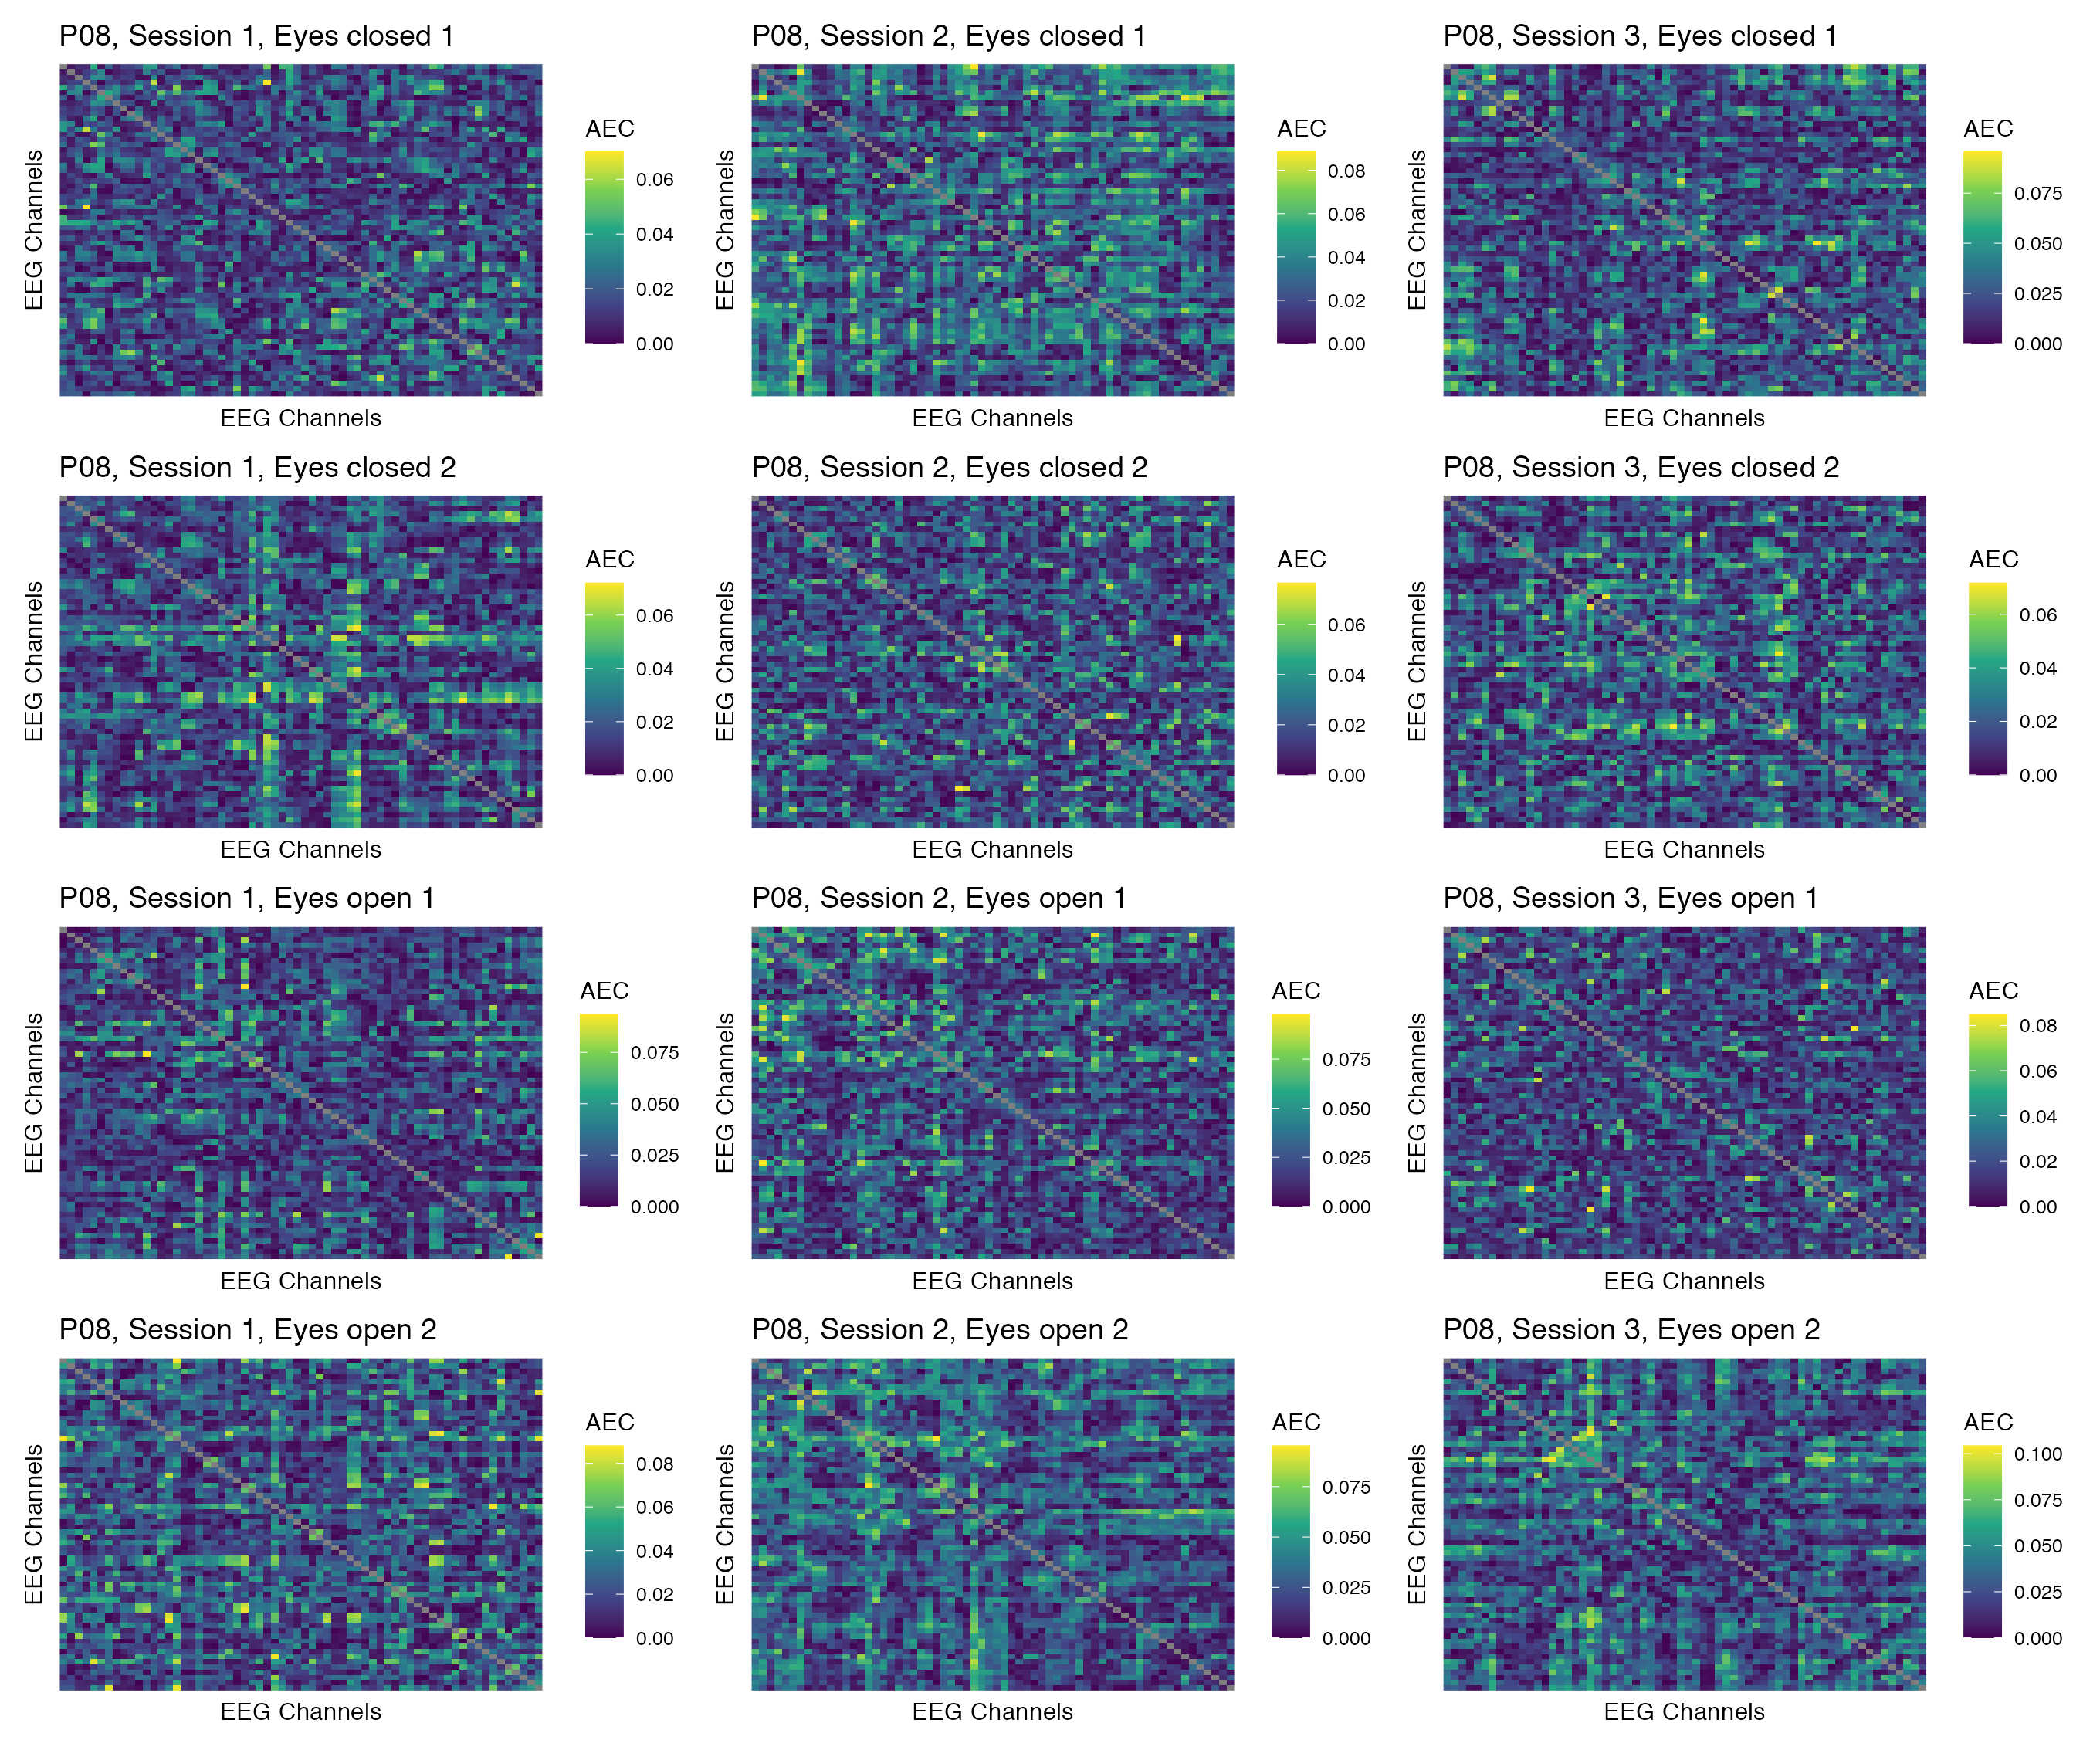 P08, Session 1, Eyes closed 1
EEG Channels
EEG Channels
AEC
0.06
0.04
0.02
0.00
P08, Session 2, Eyes closed 1
EEG Channels
EEG Channels
AEC
0.08
0.06
0.04
0.02
0.00
P08, Session 3, Eyes closed 1
EEG Channels
EEG Channels
AEC
0.075
0.050
0.025
0.000
P08, Session 1, Eyes closed 2
EEG Channels
EEG Channels
AEC
0.06
0.04
0.02
0.00
P08, Session 2, Eyes closed 2
EEG Channels
EEG Channels
AEC
0.06
0.04
0.02
0.00
P08, Session 3, Eyes closed 2
EEG Channels
EEG Channels
AEC
0.06
0.04
0.02
0.00
P08, Session 1, Eyes open 1
EEG Channels
EEG Channels
AEC
0.075
0.050
0.025
0.000
P08, Session 2, Eyes open 1
EEG Channels
EEG Channels
AEC
0.075
0.050
0.025
0.000
P08, Session 3, Eyes open 1
EEG Channels
EEG Channels
AEC
0.08
0.06
0.04
0.02
0.00
P08, Session 1, Eyes open 2
EEG Channels
EEG Channels
AEC
0.08
0.06
0.04
0.02
0.00
P08, Session 2, Eyes open 2
EEG Channels
EEG Channels
AEC
0.075
0.050
0.025
0.000
P08, Session 3, Eyes open 2
EEG Channels
EEG Channels
AEC
0.100
0.075
0.050
0.025
0.000